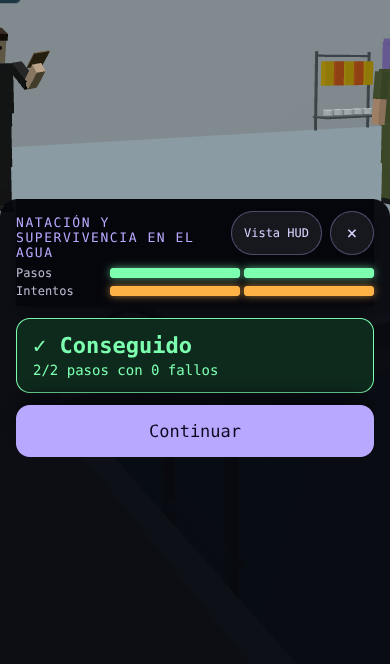 NATACIÓN Y
SUPERVIVENCIA EN EL
AGUA
Vista HUD
×
Pasos
Intentos
✓ Conseguido
2/2 pasos con 0 fallos
Continuar